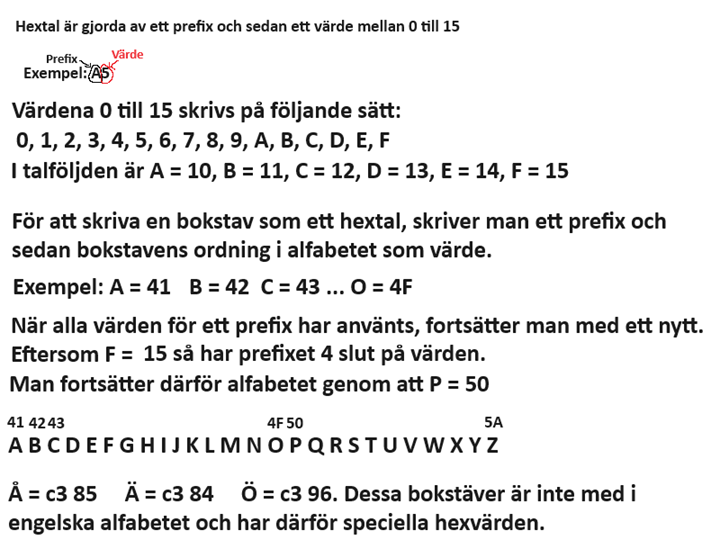 Hextal är gjorda av ett prefix och sedan ett värde mellan 0 till 15
Prefix Värde
Exempel: A5
Värdena 0 till 15 skrivs på följande sätt:
0, 1, 2, 3, 4, 5, 6, 7, 8, 9, A, B, C, D, E, F
I talföljden är A = 10, B = 11, C = 12, D = 13, E = 14, F = 15
För att skriva en bokstav som ett hextal, skriver man ett prefix och
sedan bokstavens ordning i alfabetet som värde.
Exempel: A = 41 B = 42 C = 43 ... O = 4F
När alla värden för ett prefix har använts, fortsätter man med ett nytt.
Eftersom F = 15 så har prefixet 4 slut på värden.
Man fortsätter därför alfabetet genom att P = 50
41 42 43 4F 50 5A
A B C D E F G H I J K L M N O P Q R S T U V W X Y Z
Å = c3 85 Ä = c3 84 Ö = c3 96. Dessa bokstäver är inte med i
engelska alfabetet och har därför speciella hexvärden.